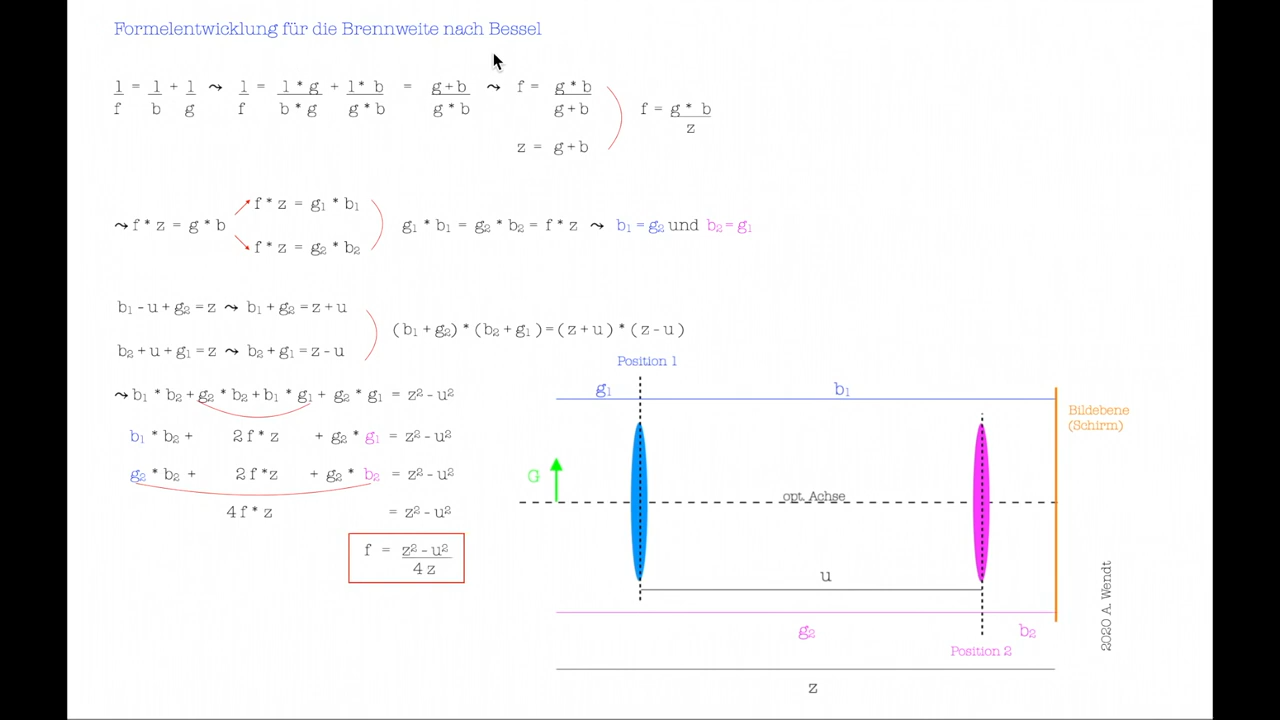 Formelentwicklung für die Brennweite nach Bessel
1/f = 1/b + 1/g ⤳ 1/f = 1 * g/b * g + 1* b/g * b = g + b/g * b ⤳ f = g * b/g + b
f = g * b/z
z = g + b
⤳ f * z = g * b
f * z = g₁ * b₁
f * z = g₂ * b₂
g₁ * b₁ = g₂ * b₂ = f * z ⤳ b₁ = g₂ und b₂ = g₁
b₁ - u + g₂ = z ⤳ b₁ + g₂ = z + u
b₂ + u + g₁ = z ⤳ b₂ + g₁ = z - u
( b₁ + g₂) * ( b₂ + g₁ ) = ( z + u ) * ( z - u )
⤳ b₁ * b₂ + g₂ * b₂ + b₁ * g₁ + g₂ * g₁ = z² - u²
b₁ * b₂ + 2 f * z + g₂ * g₁ = z² - u²
g₂ * b₂ + 2 f * z + g₂ * b₂ = z² - u²
4 f * z = z² - u²
f = z² - u²/4 z
Position 1
g₁ b₁
Bildebene
(Schirm)
G
opt. Achse
u
g₂ b₂
Position 2
z
2020 A. Wendt